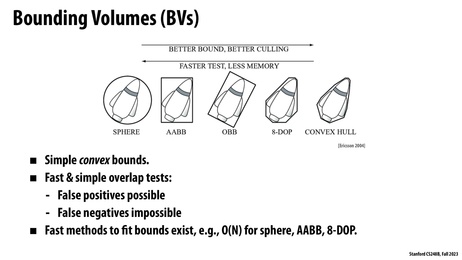 Bounding Volumes (BVs)
BETTER BOUND, BETTER CULLING
FASTER TEST, LESS MEMORY
SPHERE AABB OBB 8-DOP CONVEX HULL
[Ericson 2004]
■ Simple convex bounds.
■ Fast & simple overlap tests:
- False positives possible
- False negatives impossible
■ Fast methods to fit bounds exist, e.g., O(N) for sphere, AABB, 8-DOP.
Stanford CS248B, Fall 2023